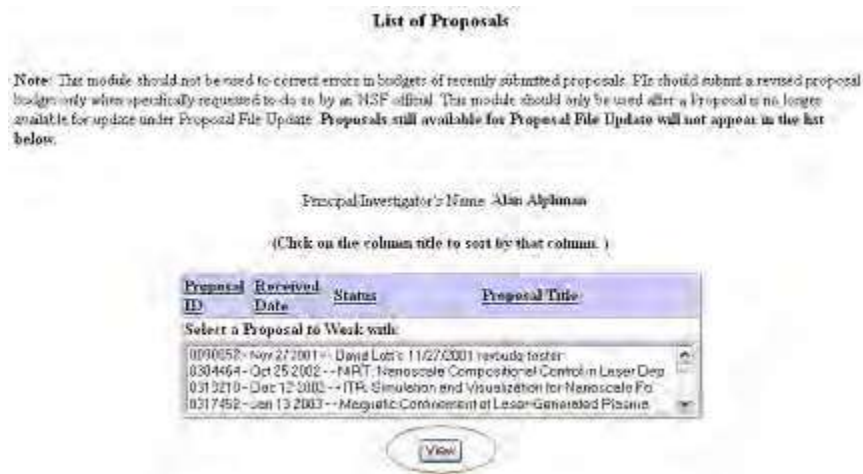 List of Proposals
Note: This module should not be used to correct errors in budgets of recently submitted proposals. PIs should submit a revised proposal
budget only when specifically requested to do so by an NSF official. This module should only be used after a Proposal is no longer
available for update under Proposal File Update. Proposals still available for Proposal File Update will not appear in the list
below.
Principal Investigator's Name: Alan Alphman
(Click on the column title to sort by that column. )
Proposal ID Received Date Status Proposal Title
Select a Proposal to Work with:
- Nov 27 2001 - - David Lott's 11/27/2001 revbudg tester
0304464 - Oct 25 2002 - - NIRT: Nanoscale Compositional Control in Laser Dep
0313210 - Dec 12 2002 - - ITR: Simulation and Visualization for Nanoscale Fo
0317452 - Jan 13 2003 - - Magnetic Confinement of Laser-Generated Plasma
View